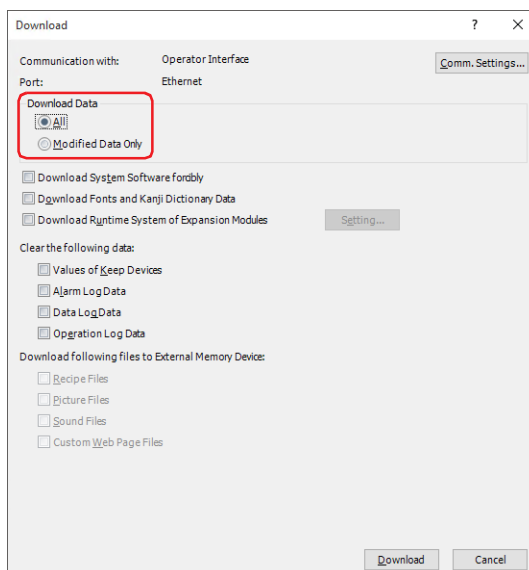 Download ? X
Communication with: Operator Interface Comm. Settings...
Port: Ethernet
Download Data
All
Modified Data Only
Download System Software fordbly
Download Fonts and Kanji Dictionary Data
Download Runtime System of Expansion Modules Setting...
Clear the following data:
Values of Keep Devices
Alarm Log Data
Data Log Data
Operation Log Data
Download following files to External Memory Device:
Recipe Files
Picture Files
Sound Files
Custom Web Page Files
Download Cancel